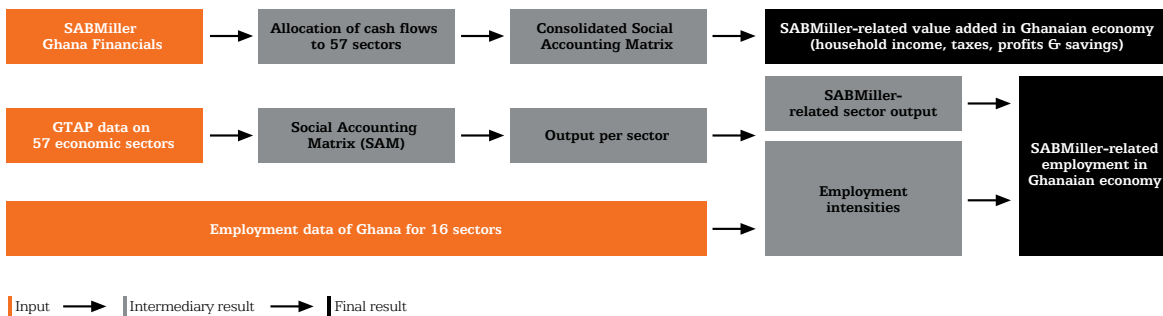 SABMiller
Ghana Financials
Allocation of cash flows
to 57 sectors
Consolidated Social
Accounting Matrix
SABMiller-related value added in Ghanaian economy
(household income, taxes, profits & savings)
GTAP data on
57 economic sectors
Social Accounting
Matrix (SAM)
Output per sector
SABMiller-
related sector output
SABMiller-related
employment in
Ghanaian economy
Employment data of Ghana for 16 sectors
Employment
intensities
Input
Intermediary result
Final result